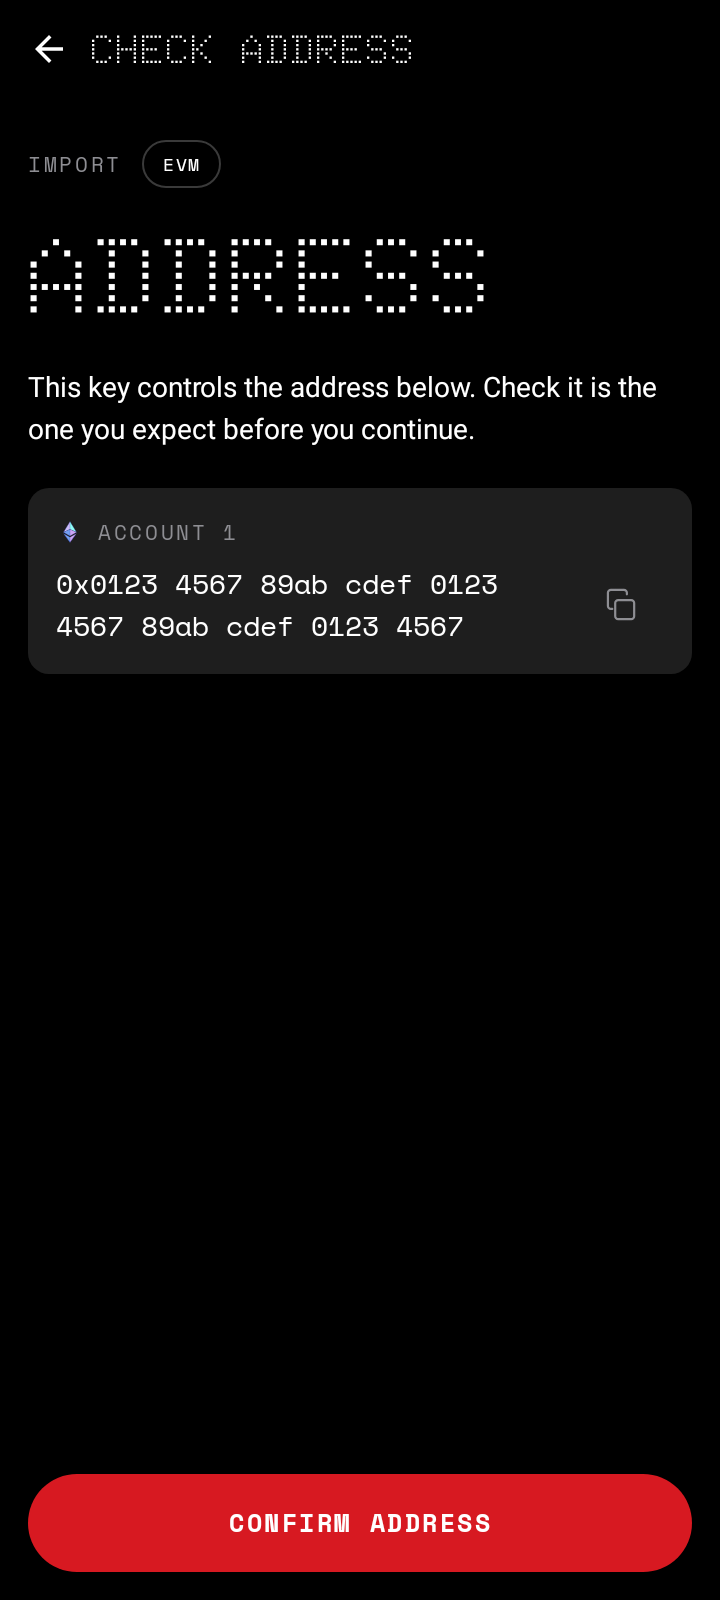 CHECK ADDRESS
IMPORT EVM
ADDRESS
This key controls the address below. Check it is the
one you expect before you continue.
ACCOUNT 1
0x0123 4567 89ab cdef 0123
4567 89ab cdef 0123 4567
CONFIRM ADDRESS